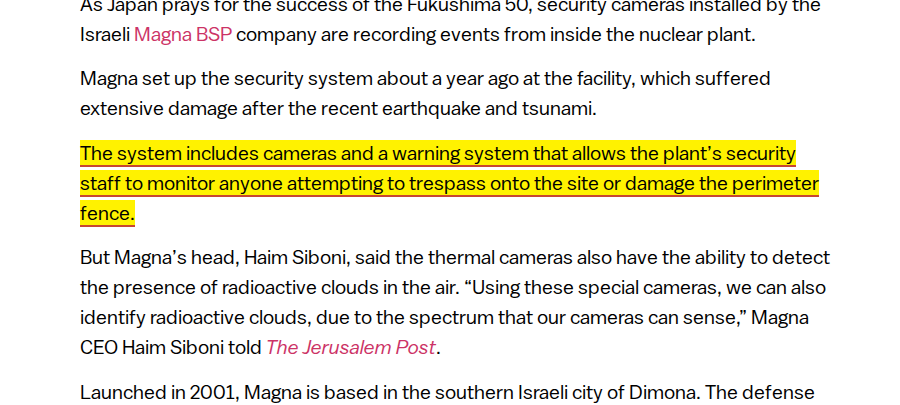 As Japan prays for the success of the Fukushima 50, security cameras installed by the
Israeli Magna BSP company are recording events from inside the nuclear plant.
Magna set up the security system about a year ago at the facility, which suffered
extensive damage after the recent earthquake and tsunami.
The system includes cameras and a warning system that allows the plant’s security
staff to monitor anyone attempting to trespass onto the site or damage the perimeter
fence.
But Magna’s head, Haim Siboni, said the thermal cameras also have the ability to detect
the presence of radioactive clouds in the air. “Using these special cameras, we can also
identify radioactive clouds, due to the spectrum that our cameras can sense,” Magna
CEO Haim Siboni told The Jerusalem Post.
Launched in 2001, Magna is based in the southern Israeli city of Dimona. The defense